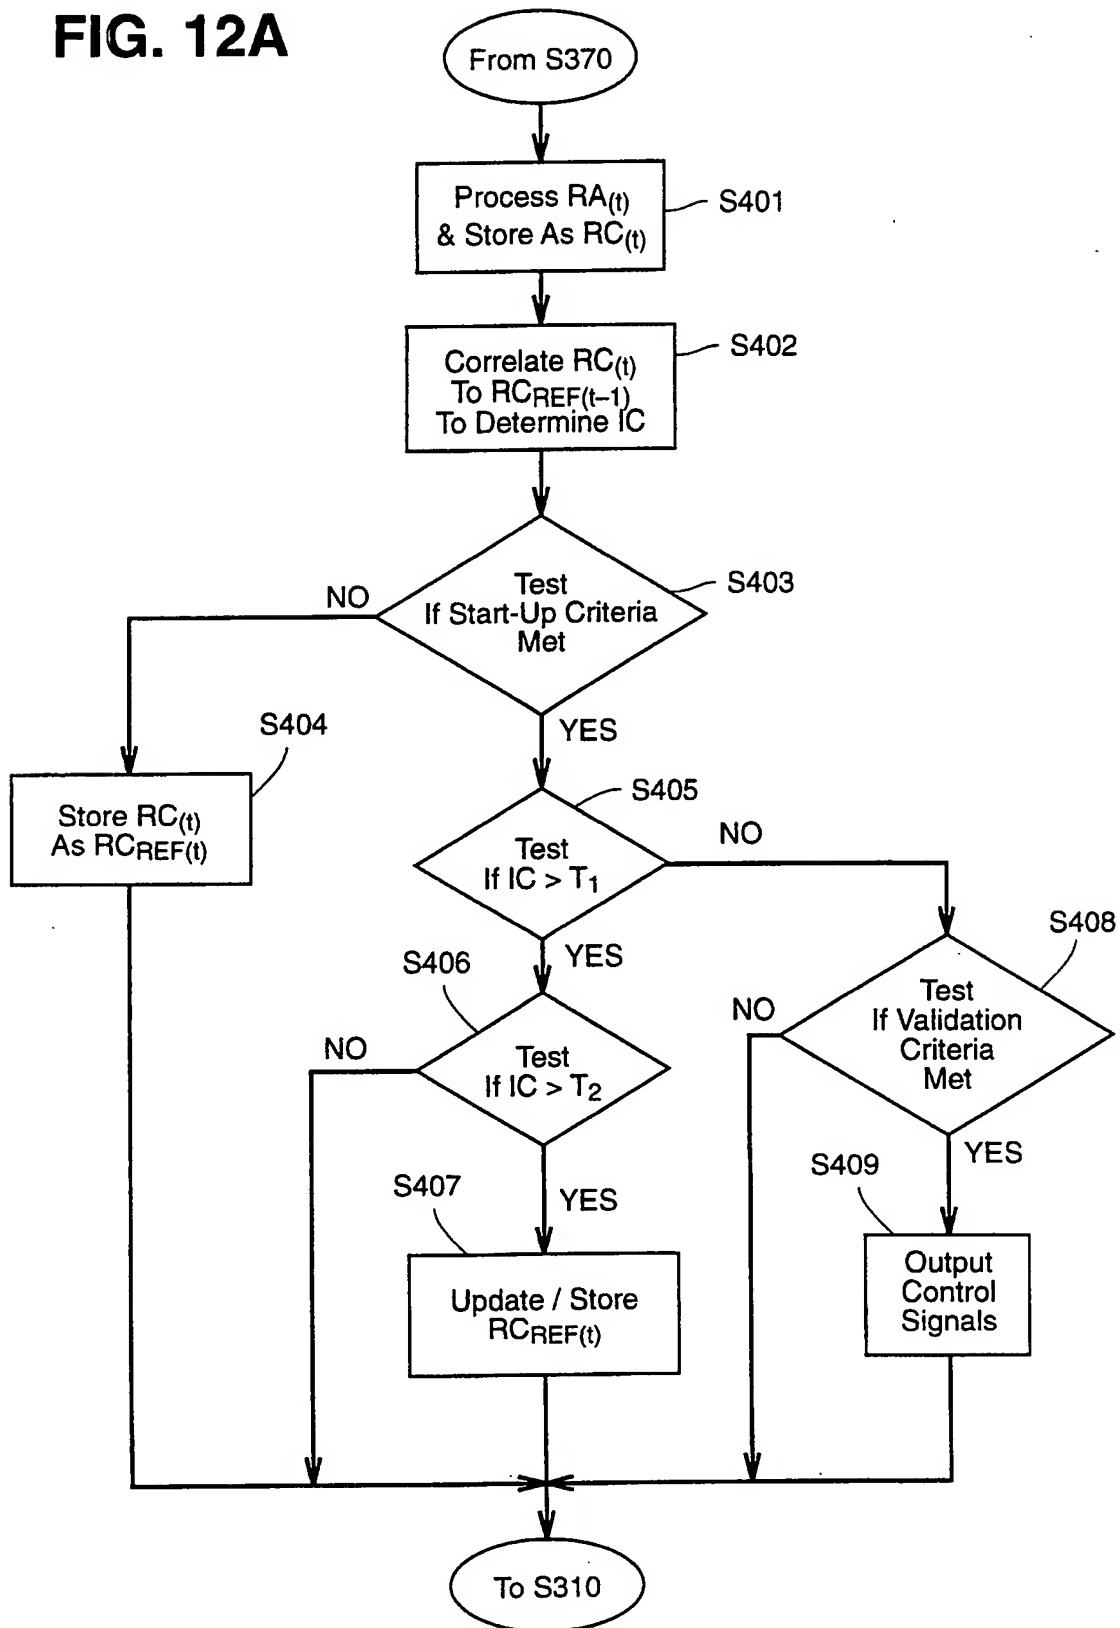 FIG. 12A
From S370
Process RA(t)
& Store As RC(t)
S401
Correlate RC(t)
To RCREF(t–1)
To Determine IC
S402
Test
If Start-Up Criteria
Met
S403
NO
YES
S404
Store RC(t)
As RCREF(t)
S405
Test
If IC > T1
NO
YES
S406
Test
If IC > T2
NO
YES
S408
Test
If Validation
Criteria
Met
NO
YES
S407
Update / Store
RCREF(t)
S409
Output
Control
Signals
To S310